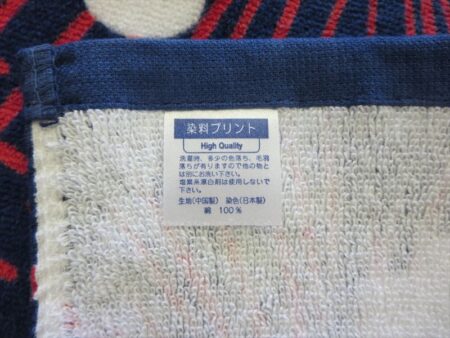 染料プリント
High Quality
洗濯時、多少の色落ち、毛羽
落ちが有りますので他の物と
は別にお洗い下さい。
塩素系漂白剤は使用しないで
下さい。
生地(中国製) 染色(日本製)
綿 100%